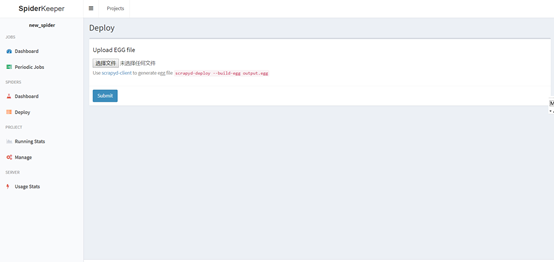 SpiderKeeper
Projects
new_spider
JOBS
Dashboard
Periodic Jobs
SPIDERS
Dashboard
Deploy
PROJECT
Running Stats
Manage
SERVER
Usage Stats
Deploy
Upload EGG file
选择文件 未选择任何文件
Use scrapyd-client to generate egg file scrapyd-deploy --build-egg output.egg
Submit